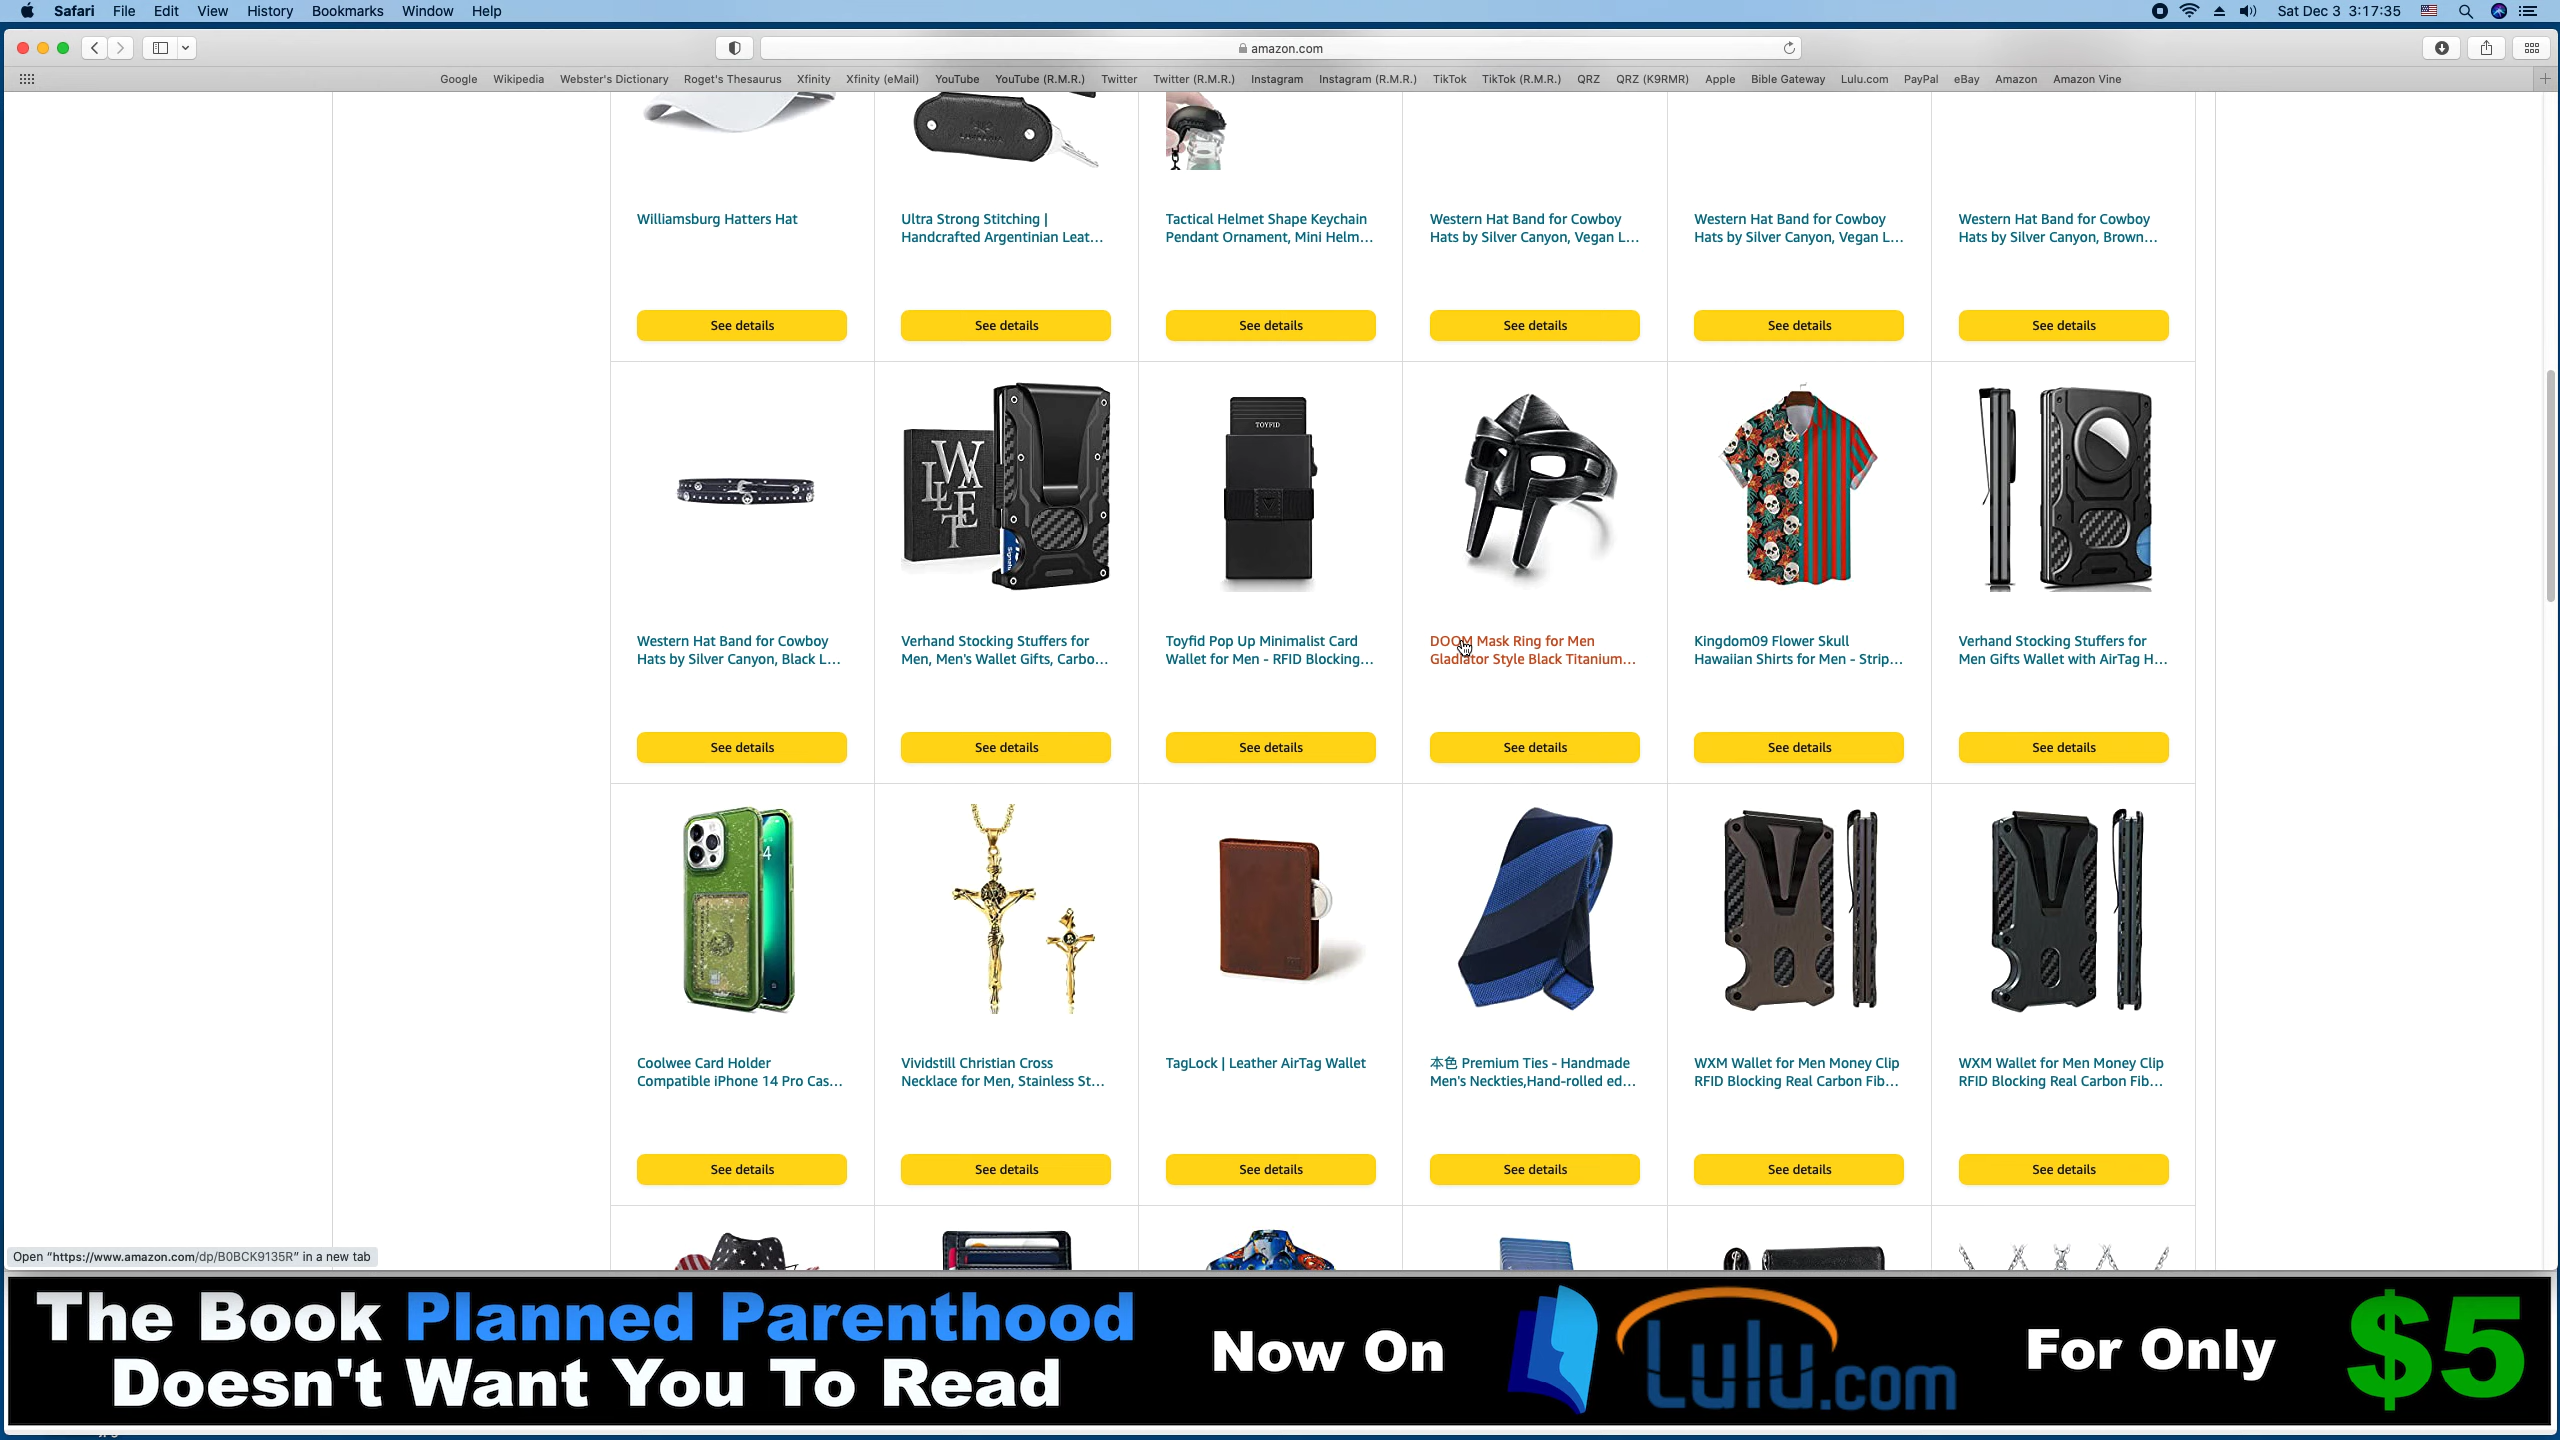 Safari File Edit View History Bookmarks Window Help
Sat Dec 3 3:17:35
amazon.com
Google Wikipedia Webster's Dictionary Roget's Thesaurus Xfinity Xfinity (eMail) YouTube YouTube (R.M.R.) Twitter Twitter (R.M.R.) Instagram Instagram (R.M.R.) TikTok TikTok (R.M.R.) QRZ QRZ (K9RMR) Apple Bible Gateway Lulu.com PayPal eBay Amazon Amazon Vine
Williamsburg Hatters Hat
Ultra Strong Stitching |
Handcrafted Argentinian Leat...
Tactical Helmet Shape Keychain
Pendant Ornament, Mini Helm...
Western Hat Band for Cowboy
Hats by Silver Canyon, Vegan L...
Western Hat Band for Cowboy
Hats by Silver Canyon, Vegan L...
Western Hat Band for Cowboy
Hats by Silver Canyon, Brown...
See details See details See details See details See details See details
WALLET
TOYFID
Western Hat Band for Cowboy
Hats by Silver Canyon, Black L...
Verhand Stocking Stuffers for
Men, Men's Wallet Gifts, Carbo...
Toyfid Pop Up Minimalist Card
Wallet for Men - RFID Blocking...
DOOM Mask Ring for Men
Gladiator Style Black Titanium...
Kingdom09 Flower Skull
Hawaiian Shirts for Men - Strip...
Verhand Stocking Stuffers for
Men Gifts Wallet with AirTag H...
See details See details See details See details See details See details
Coolwee Card Holder
Compatible iPhone 14 Pro Cas...
Vividstill Christian Cross
Necklace for Men, Stainless St...
TagLock | Leather AirTag Wallet
本色 Premium Ties - Handmade
Men's Neckties,Hand-rolled ed...
WXM Wallet for Men Money Clip
RFID Blocking Real Carbon Fib...
WXM Wallet for Men Money Clip
RFID Blocking Real Carbon Fib...
See details See details See details See details See details See details
Open “https://www.amazon.com/dp/B0BCK9135R” in a new tab
The Book Planned Parenthood
Doesn't Want You To Read
Now On
Lulu.com
For Only
$5